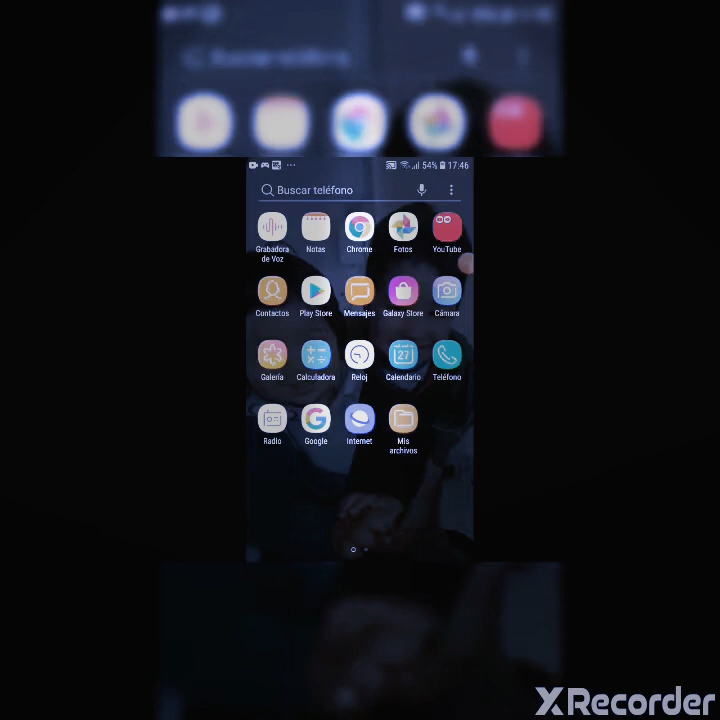 54% 17:46
Buscar teléfono
Grabadora de Voz
Notas
Chrome
Fotos
YouTube
Contactos
Play Store
Mensajes
Galaxy Store
Cámara
Galería
Calculadora
Reloj
27
Calendario
Teléfono
Radio
Google
Internet
Mis archivos
XRecorder